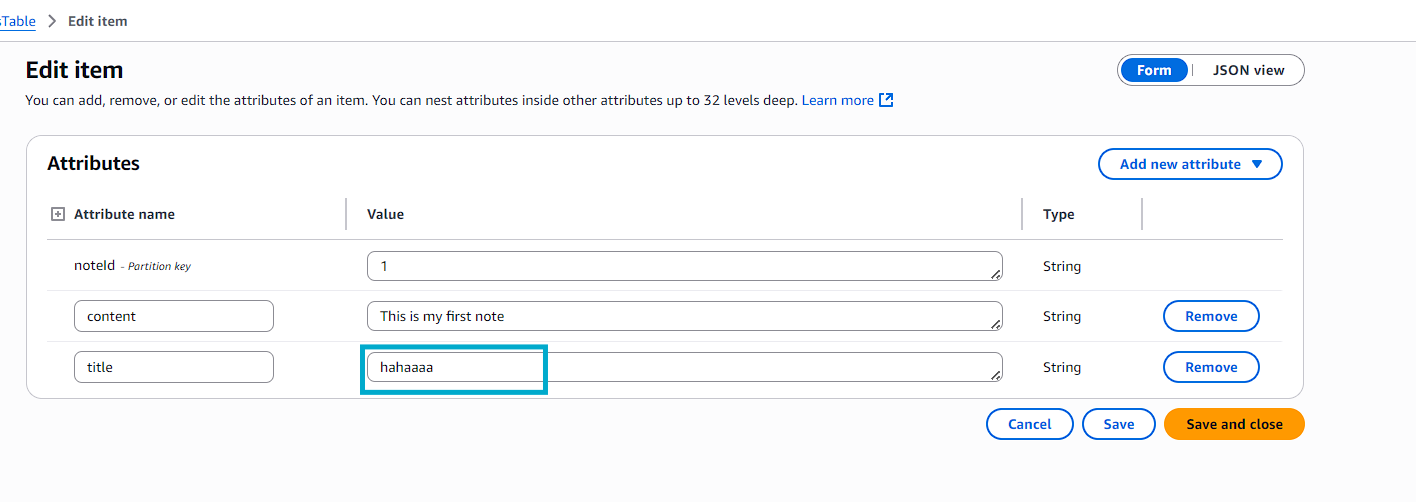 sTable > Edit item
Edit item
Form | JSON view
You can add, remove, or edit the attributes of an item. You can nest attributes inside other attributes up to 32 levels deep. Learn more
Attributes
Add new attribute
Attribute name Value Type
noteId - Partition key 1 String
content This is my first note String Remove
title hahaaaa String Remove
Cancel Save Save and close